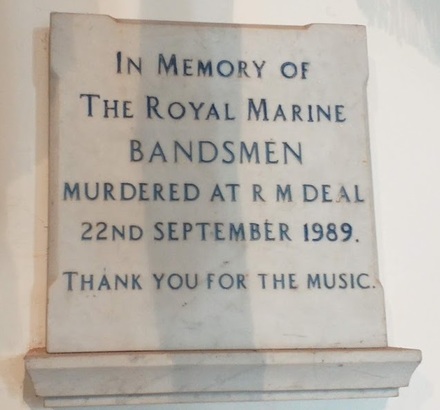 In Memory of
The Royal Marine
BANDSMEN
MURDERED AT R M DEAL
22ND SEPTEMBER 1989.
THANK YOU FOR THE MUSIC.